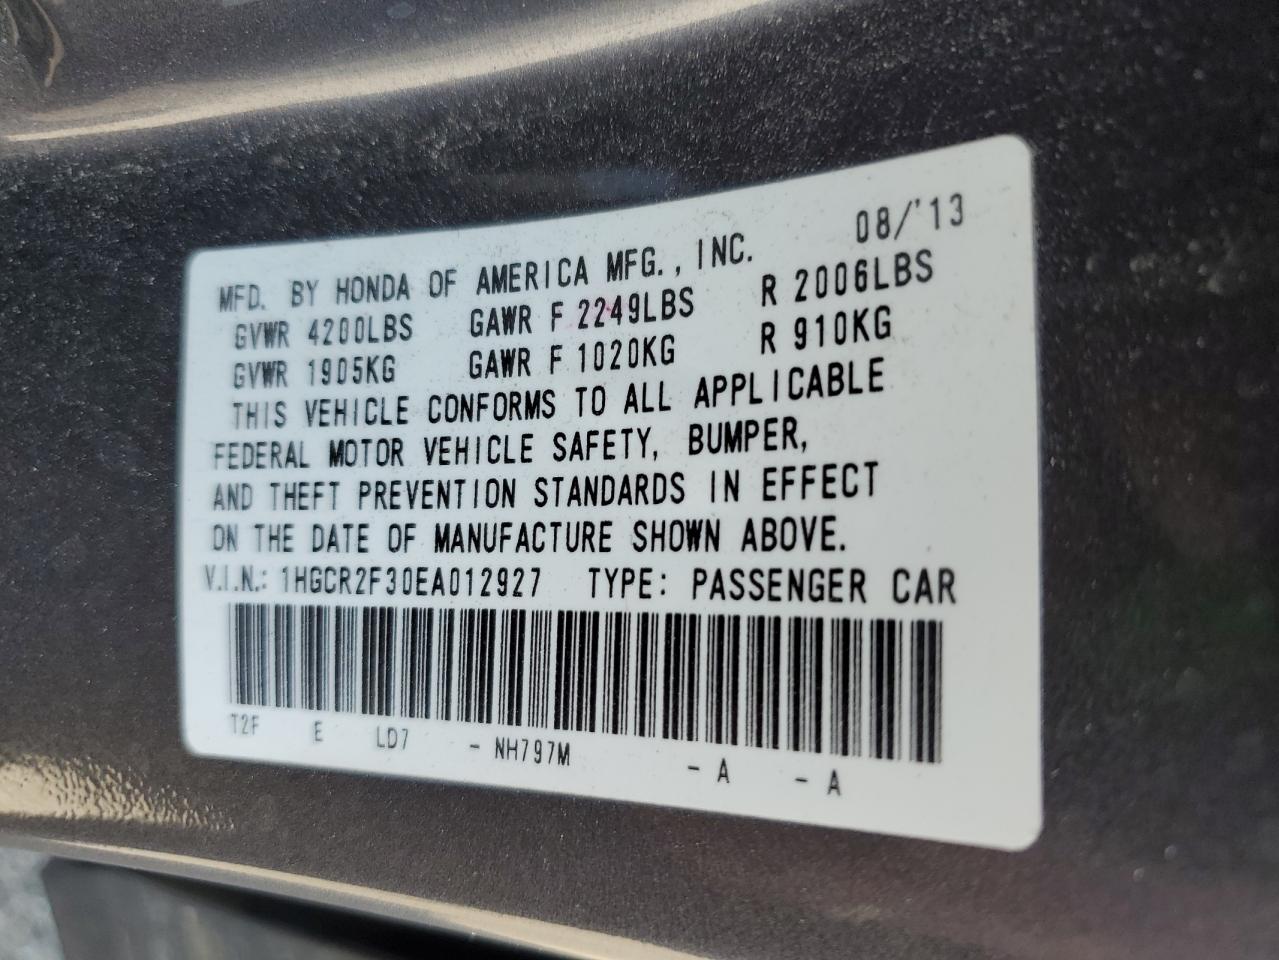 08/'13
MFD. BY HONDA OF AMERICA MFG., INC.
GVWR 4200LBS GAWR F 2249LBS R 2006LBS
GVWR 1905KG GAWR F 1020KG R 910KG
THIS VEHICLE CONFORMS TO ALL APPLICABLE
FEDERAL MOTOR VEHICLE SAFETY, BUMPER,
AND THEFT PREVENTION STANDARDS IN EFFECT
ON THE DATE OF MANUFACTURE SHOWN ABOVE.
V.I.N.: 1HGCR2F30EA012927 TYPE: PASSENGER CAR
T2F E LD7 - NH797M - A - A